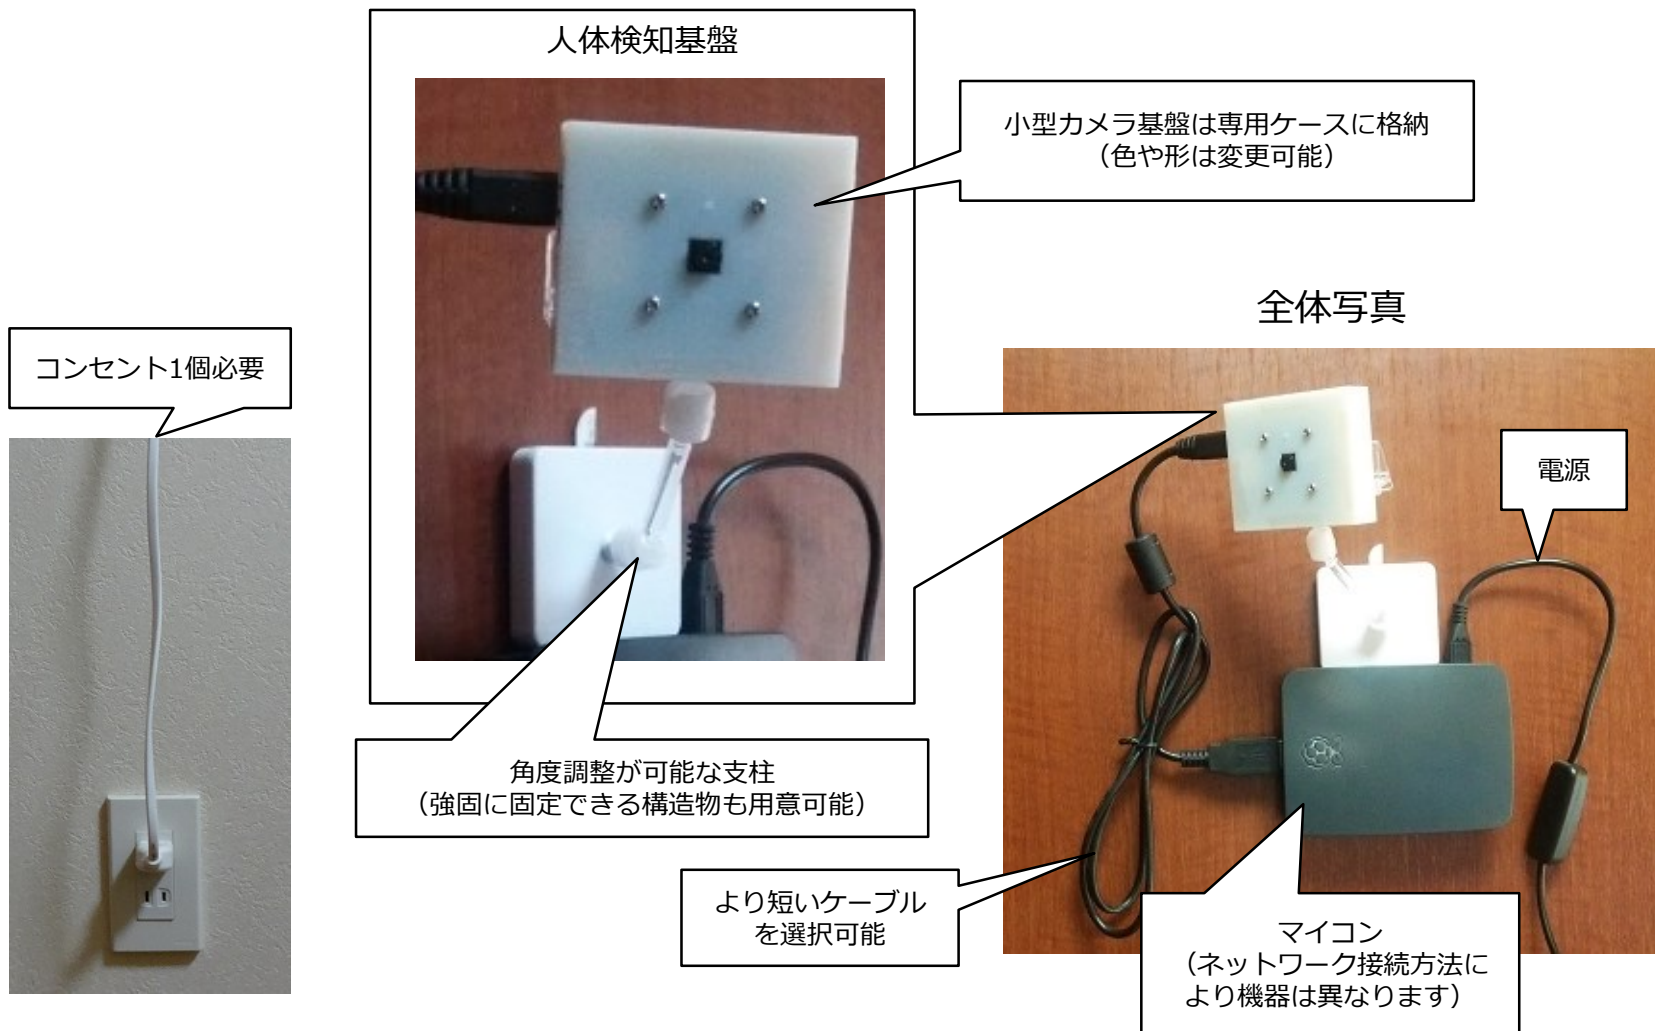 人体検知基盤
小型カメラ基盤は専用ケースに格納
（色や形は変更可能）
全体写真
コンセント1個必要
電源
角度調整が可能な支柱
（強固に固定できる構造物も用意可能）
より短いケーブル
を選択可能
マイコン
（ネットワーク接続方法に
より機器は異なります）